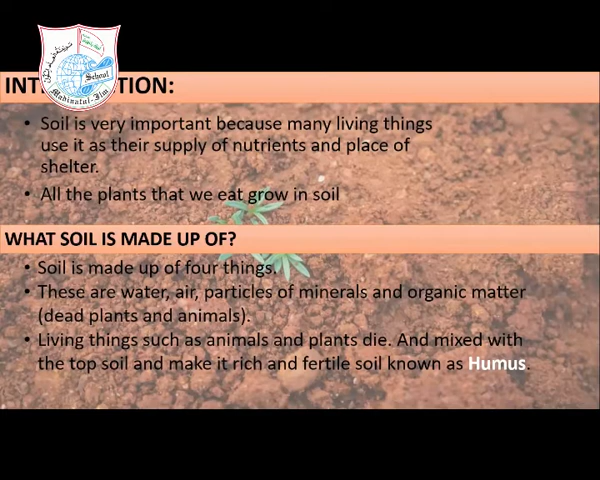 School
Madinatul-Ilm
INT TION:
• Soil is very important because many living things
use it as their supply of nutrients and place of
shelter.
• All the plants that we eat grow in soil
WHAT SOIL IS MADE UP OF?
• Soil is made up of four things.
• These are water, air, particles of minerals and organic matter
(dead plants and animals).
• Living things such as animals and plants die. And mixed with
the top soil and make it rich and fertile soil known as Humus.